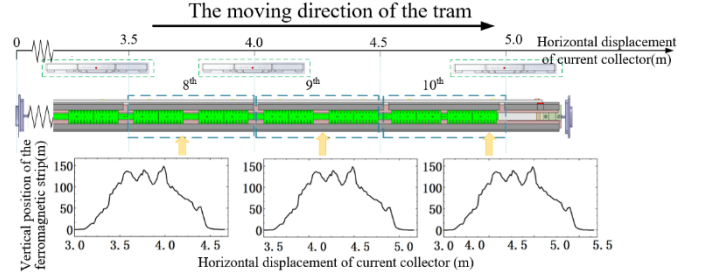 The moving direction of the tram
0 3.5 4.0 4.5 5.0 Horizontal displacement
of current collector(m)
8th 9th 10th
Vertical position of the
ferromagnetic strip(m)
150 150 150
100 100 100
50 50 50
0 0 0
3.0 3.5 4.0 4.5 3.5 4.0 4.5 5.0 3.0 4.0 4.5 5.0 5.5
Horizontal displacement of current collector (m)